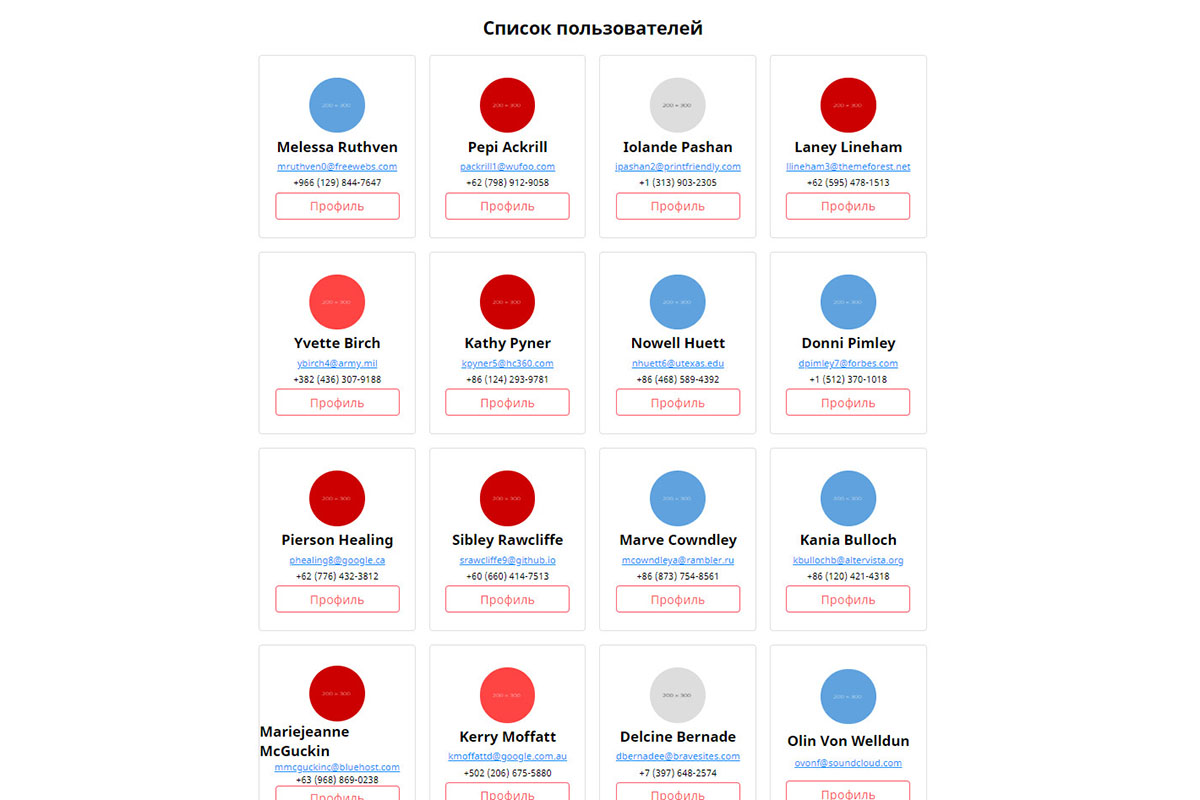 Список пользователей
200 × 300
200 × 300
200 × 300
200 × 300
Melessa Ruthven
Pepi Ackrill
Iolande Pashan
Laney Lineham
mruthven0@freewebs.com
packrill1@wufoo.com
ipashan2@printfriendly.com
llineham3@themeforest.net
+966 (129) 844-7647
+62 (798) 912-9058
+1 (313) 903-2305
+62 (595) 478-1513
Профиль
Профиль
Профиль
Профиль
200 × 300
200 × 300
200 × 300
200 × 300
Yvette Birch
Kathy Pyner
Nowell Huett
Donni Pimley
ybirch4@army.mil
kpyner5@hc360.com
nhuett6@utexas.edu
dpimley7@forbes.com
+382 (436) 307-9188
+86 (124) 293-9781
+86 (468) 589-4392
+1 (512) 370-1018
Профиль
Профиль
Профиль
Профиль
200 × 300
200 × 300
200 × 300
200 × 300
Pierson Healing
Sibley Rawcliffe
Marve Cowndley
Kania Bulloch
phealing8@google.ca
srawcliffe9@github.io
mcowndleya@rambler.ru
kbullochb@altervista.org
+62 (776) 432-3812
+60 (660) 414-7513
+86 (873) 754-8561
+86 (120) 421-4318
Профиль
Профиль
Профиль
Профиль
200 × 300
200 × 300
200 × 300
200 × 300
Mariejeanne
McGuckin
Kerry Moffatt
Delcine Bernade
Olin Von Welldun
mmcguckinc@bluehost.com
kmoffattd@google.com.au
dbernadee@bravesites.com
ovonf@soundcloud.com
+63 (968) 869-0238
+502 (206) 675-5880
+7 (397) 648-2574
Профиль
Профиль
Профиль
Профиль